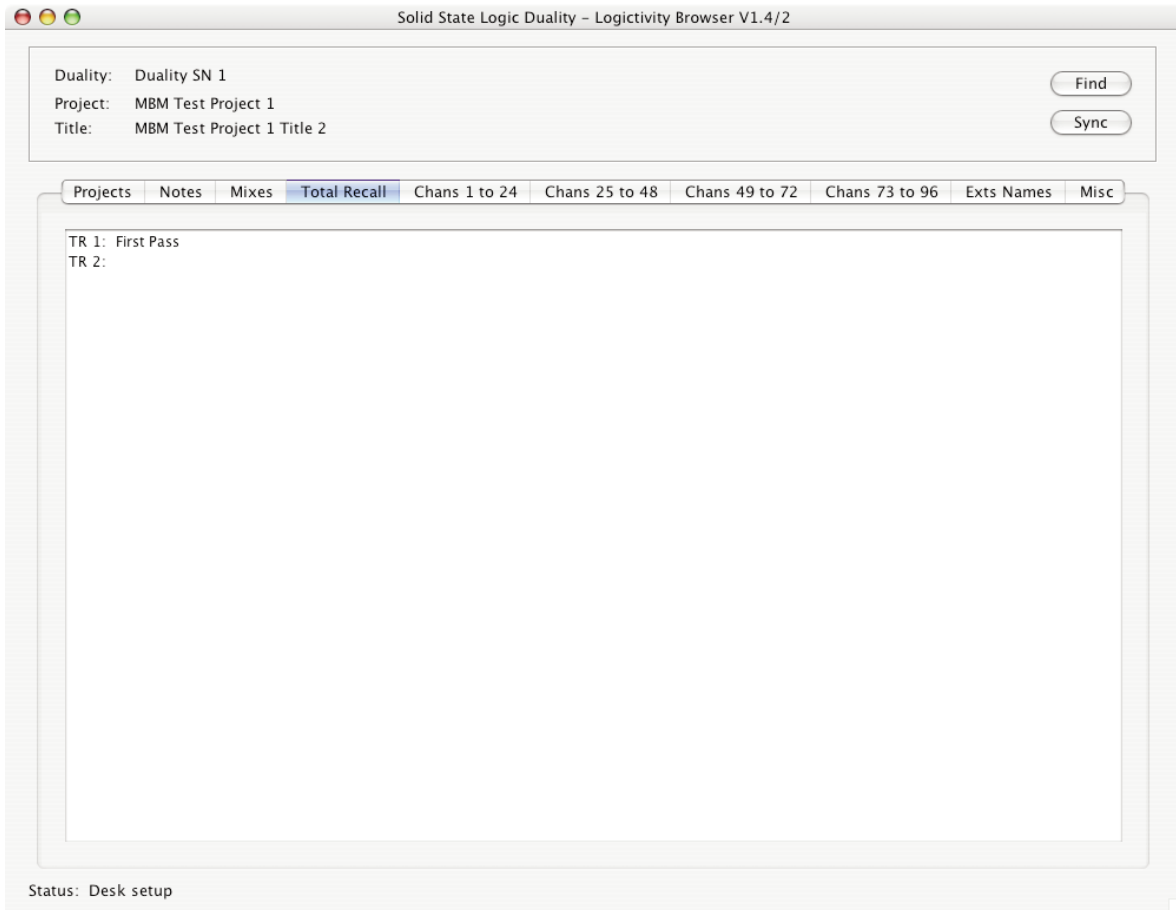 Solid State Logic Duality – Logictivity Browser V1.4/2
Duality: Duality SN 1
Find
Project: MBM Test Project 1
Title: MBM Test Project 1 Title 2
Sync
Projects Notes Mixes Total Recall Chans 1 to 24 Chans 25 to 48 Chans 49 to 72 Chans 73 to 96 Exts Names Misc
TR 1: First Pass
TR 2:
Status: Desk setup